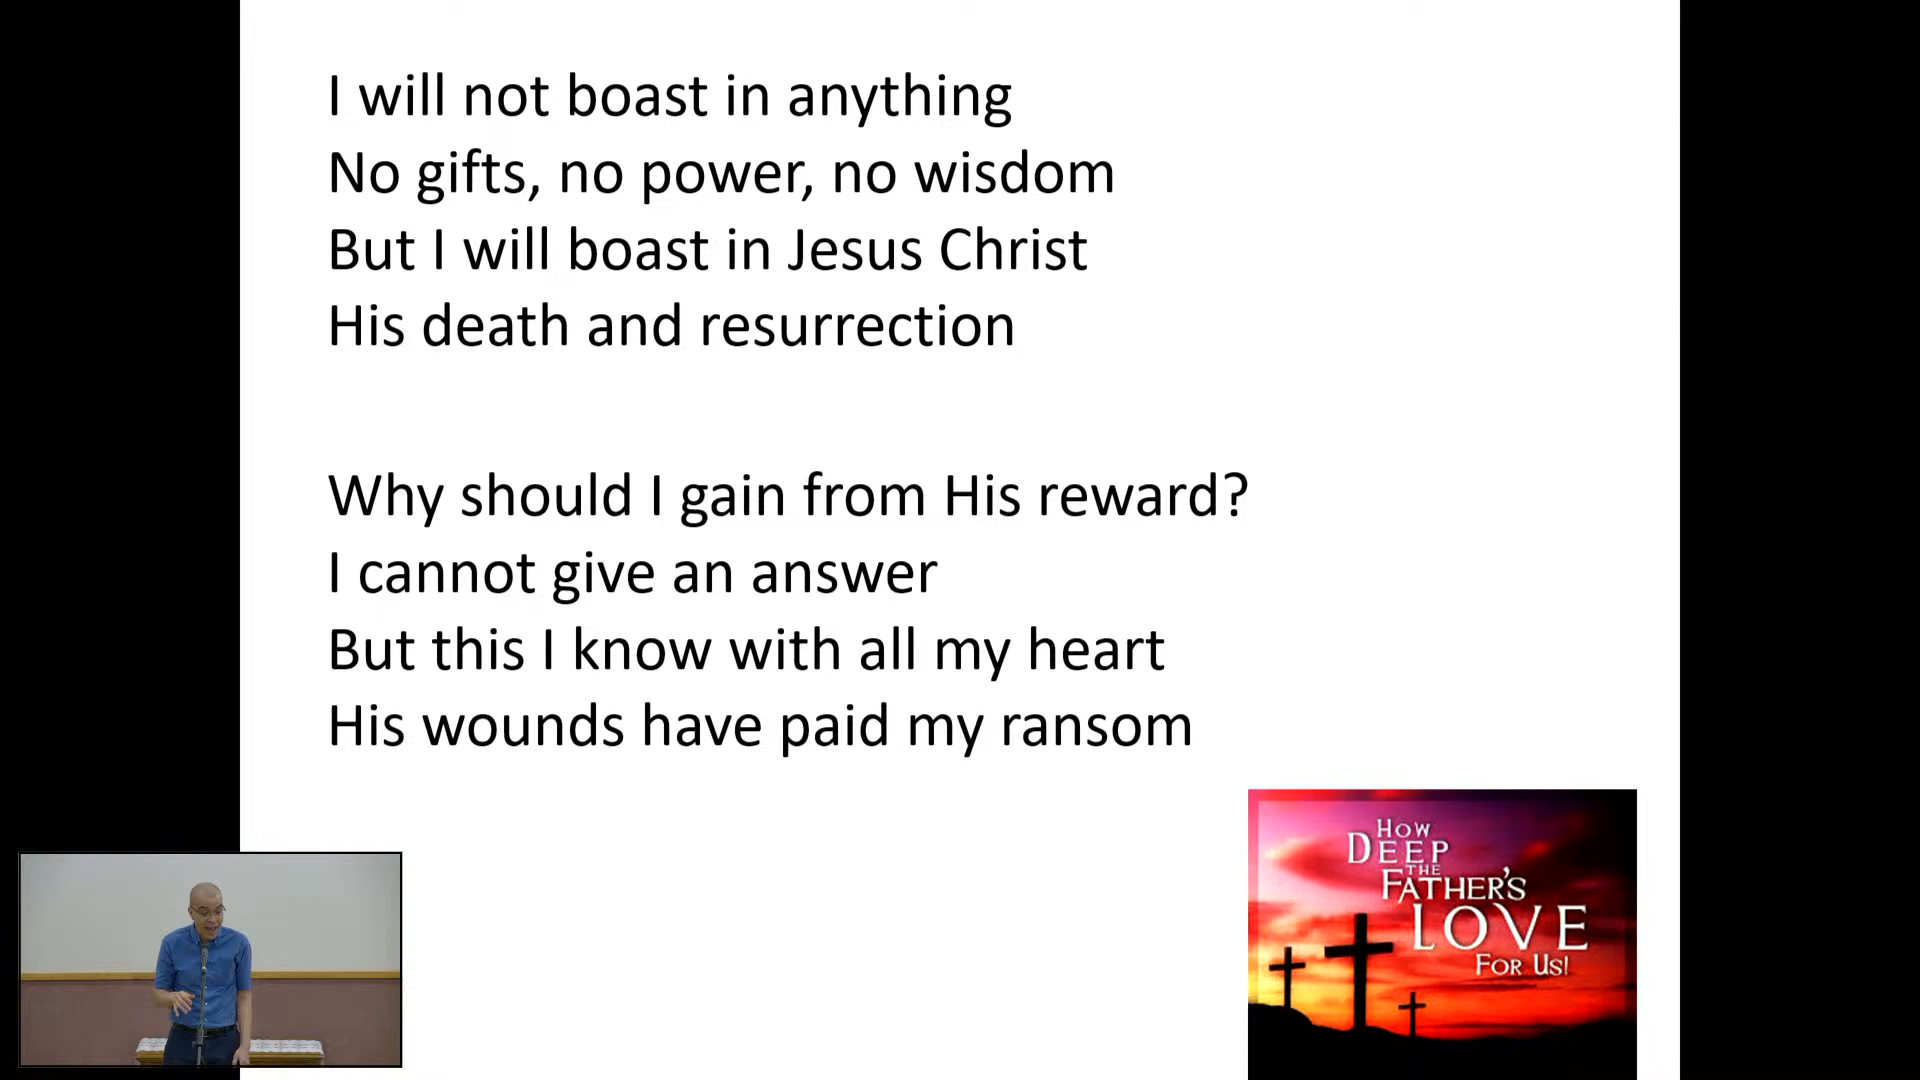 I will not boast in anything
No gifts, no power, no wisdom
But I will boast in Jesus Christ
His death and resurrection
Why should I gain from His reward?
I cannot give an answer
But this I know with all my heart
His wounds have paid my ransom
HOW
DEEP
THE
FATHER'S
LOVE
FOR US!